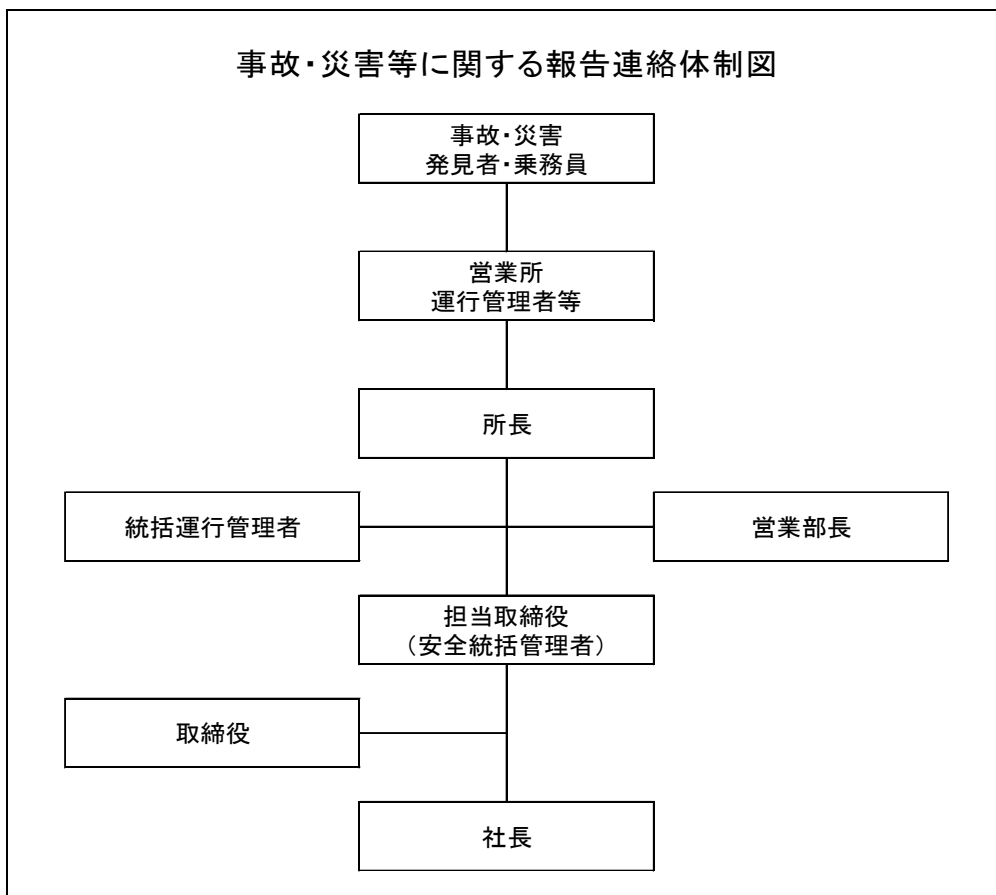 事故・災害等に関する報告連絡体制図
事故・災害
発見者・乗務員
営業所
運行管理者等
所長
統括運行管理者
営業部長
担当取締役
（安全統括管理者）
取締役
社長